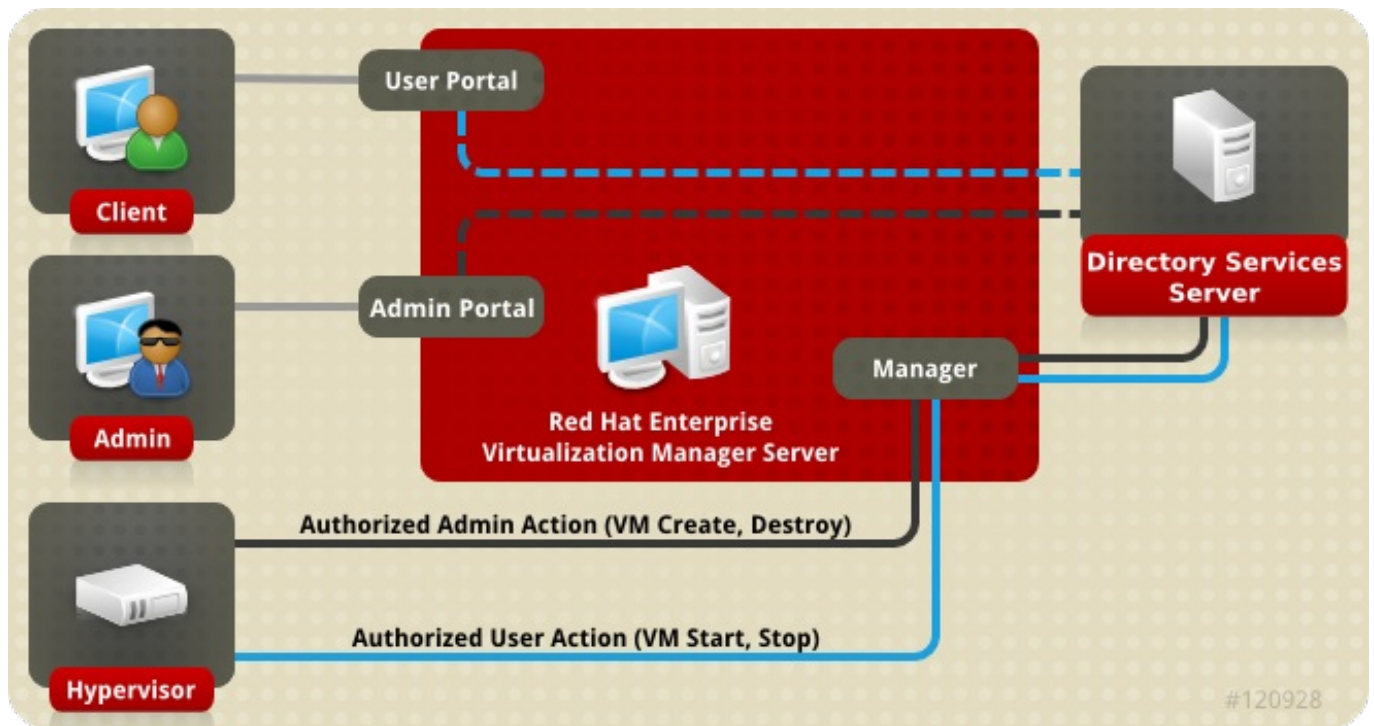 User Portal
Client
Directory Services
Server
Admin Portal
Manager
Red Hat Enterprise
Virtualization Manager Server
Admin
Authorized Admin Action (VM Create, Destroy)
Authorized User Action (VM Start, Stop)
Hypervisor
#120928